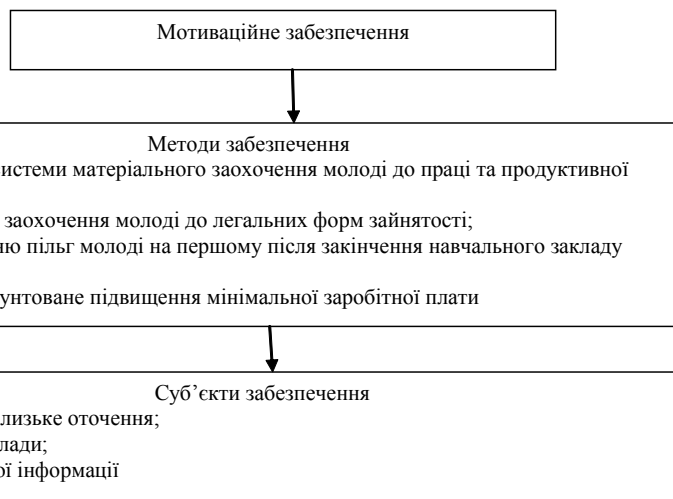 Мотиваційне забезпечення
Методи забезпечення
истеми матеріального заохочення молоді до праці та продуктивної
заохочення молоді до легальних форм зайнятості;
ню пільг молоді на першому після закінчення навчального закладу
унтоване підвищення мінімальної заробітної плати
Суб’єкти забезпечення
лизьке оточення;
лади;
ої інформації